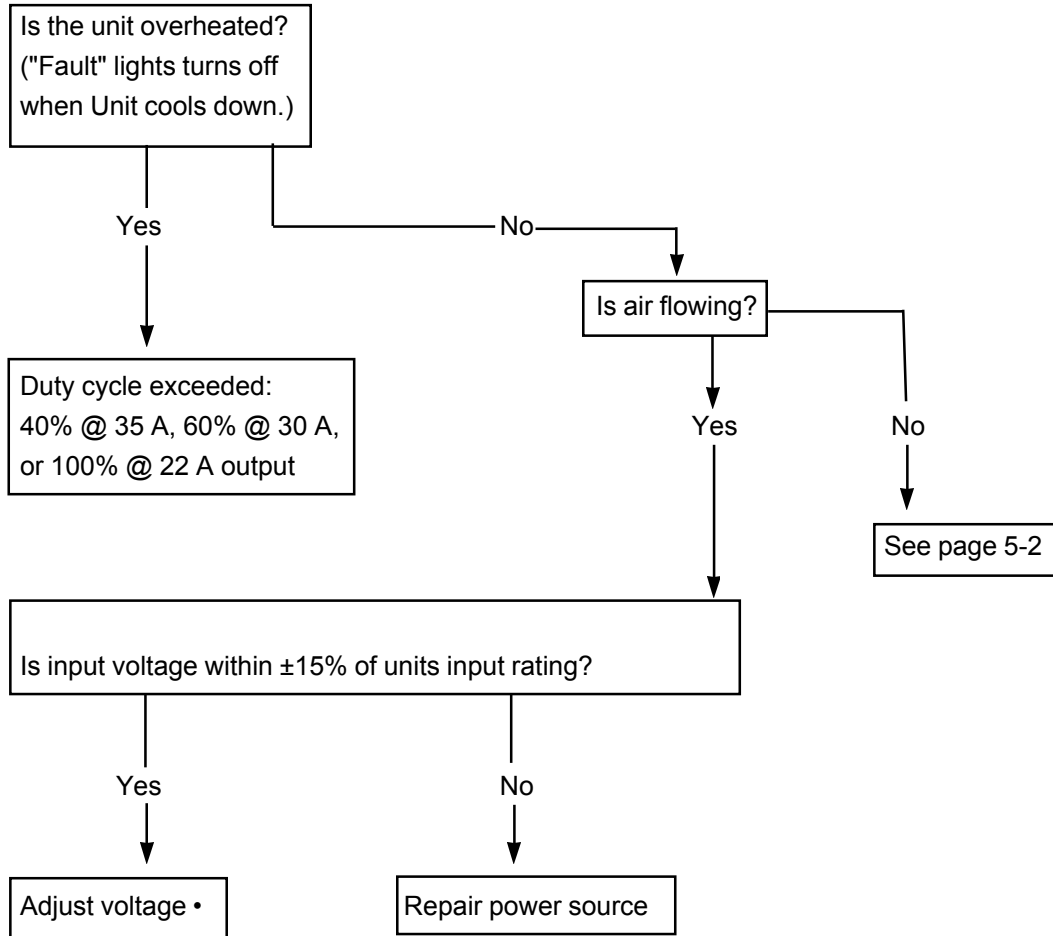 Is the unit overheated?
("Fault" lights turns off
when Unit cools down.)
Yes
No
Is air flowing?
Duty cycle exceeded:
40% @ 35 A, 60% @ 30 A,
or 100% @ 22 A output
Yes
No
See page 5-2
Is input voltage within ±15% of units input rating?
Yes
No
Adjust voltage •
Repair power source